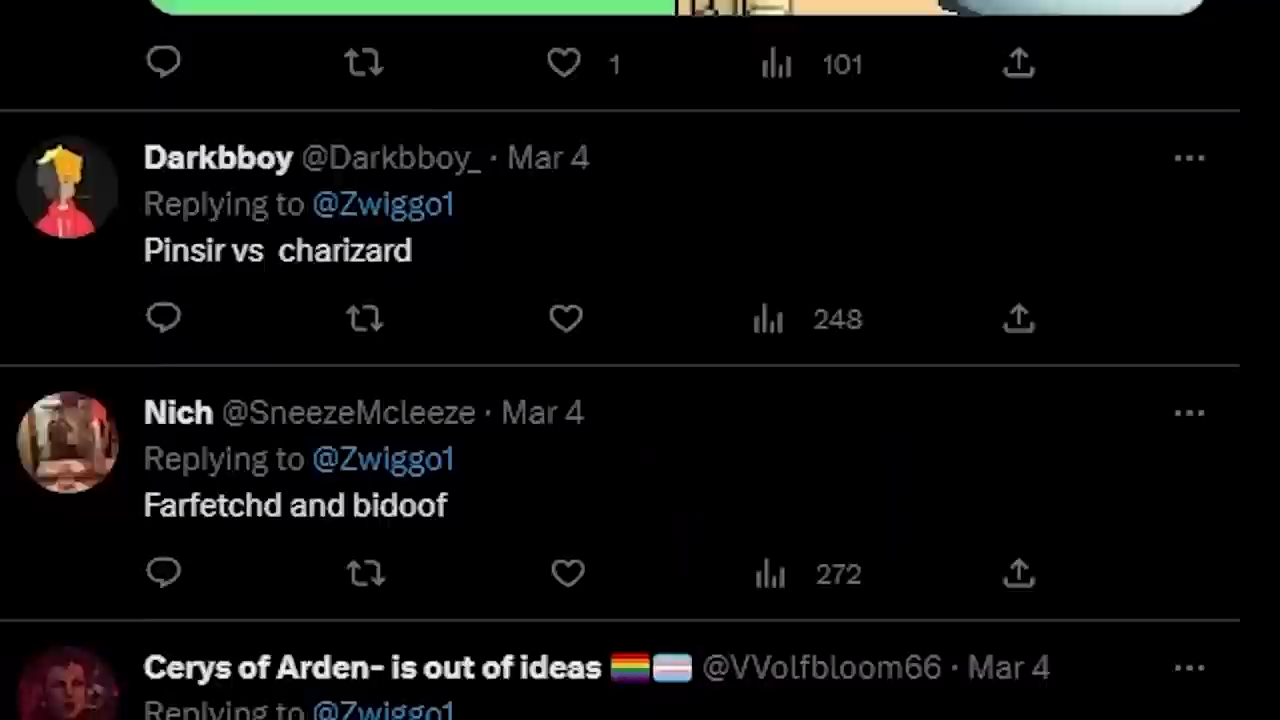 1 101
Darkbboy @Darkbboy_ · Mar 4
Replying to @Zwiggo1
Pinsir vs  charizard
248
Nich @SneezeMcleeze · Mar 4
Replying to @Zwiggo1
Farfetchd and bidoof
272
Cerys of Arden- is out of ideas 🏳️‍🌈🏳️‍⚧️ @VVolfbloom66 · Mar 4
Replying to @Zwiggo1